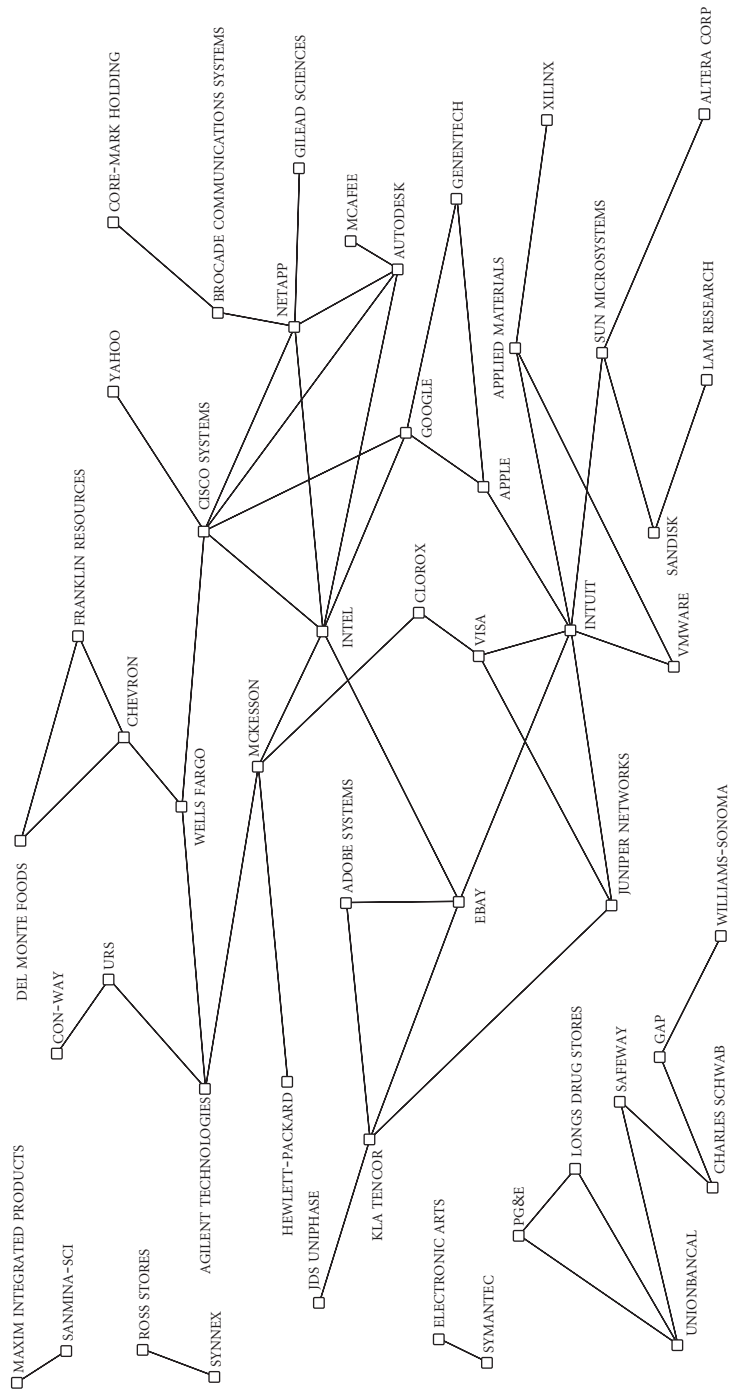 CORE-MARK HOLDING
BROCADE COMMUNICATIONS SYSTEMS
GILEAD SCIENCES
XILINX
ALTERA CORP
MCAFEE
AUTODESK
GENENTECH
NETAPP
YAHOO
APPLIED MATERIALS
SUN MICROSYSTEMS
LAM RESEARCH
CISCO SYSTEMS
GOOGLE
APPLE
SANDISK
FRANKLIN RESOURCES
CHEVRON
INTEL
CLOROX
VISA
INTUIT
VMWARE
MCKESSON
WELLS FARGO
DEL MONTE FOODS
ADOBE SYSTEMS
EBAY
JUNIPER NETWORKS
WILLIAMS-SONOMA
CON-WAY
URS
AGILENT TECHNOLOGIES
HEWLETT-PACKARD
KLA TENCOR
JDS UNIPHASE
LONGS DRUG STORES
SAFEWAY
GAP
CHARLES SCHWAB
PG&E
UNIONBANCAL
MAXIM INTEGRATED PRODUCTS
SANMINA-SCI
ROSS STORES
SYNNEX
ELECTRONIC ARTS
SYMANTEC